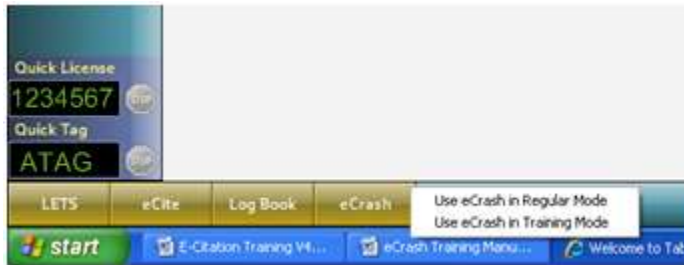 Quick License
1234567
Quick Tag
ATAG
LETS eCite Log Book eCrash
Use eCrash in Regular Mode
Use eCrash in Training Mode
start E-Citation Training V4... eCrash Training Manu... Welcome to Tab